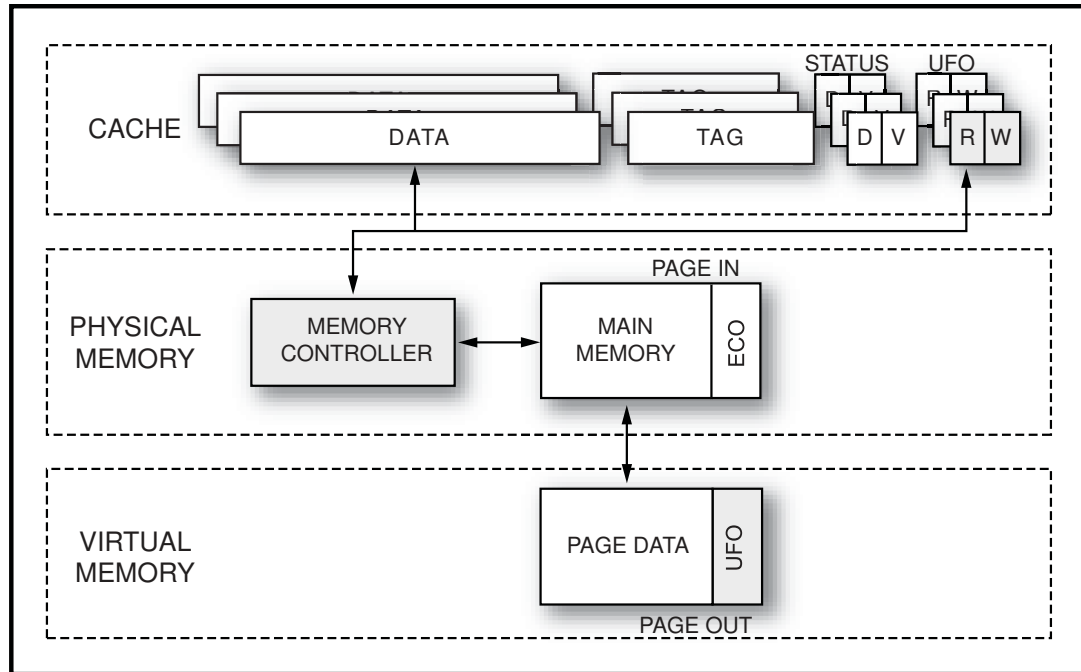 STATUS UFO
CACHE
DATA
TAG
D V
R W
PAGE IN
PHYSICAL
MEMORY
MEMORY
CONTROLLER
MAIN
MEMORY
ECO
VIRTUAL
MEMORY
PAGE DATA
UFO
PAGE OUT